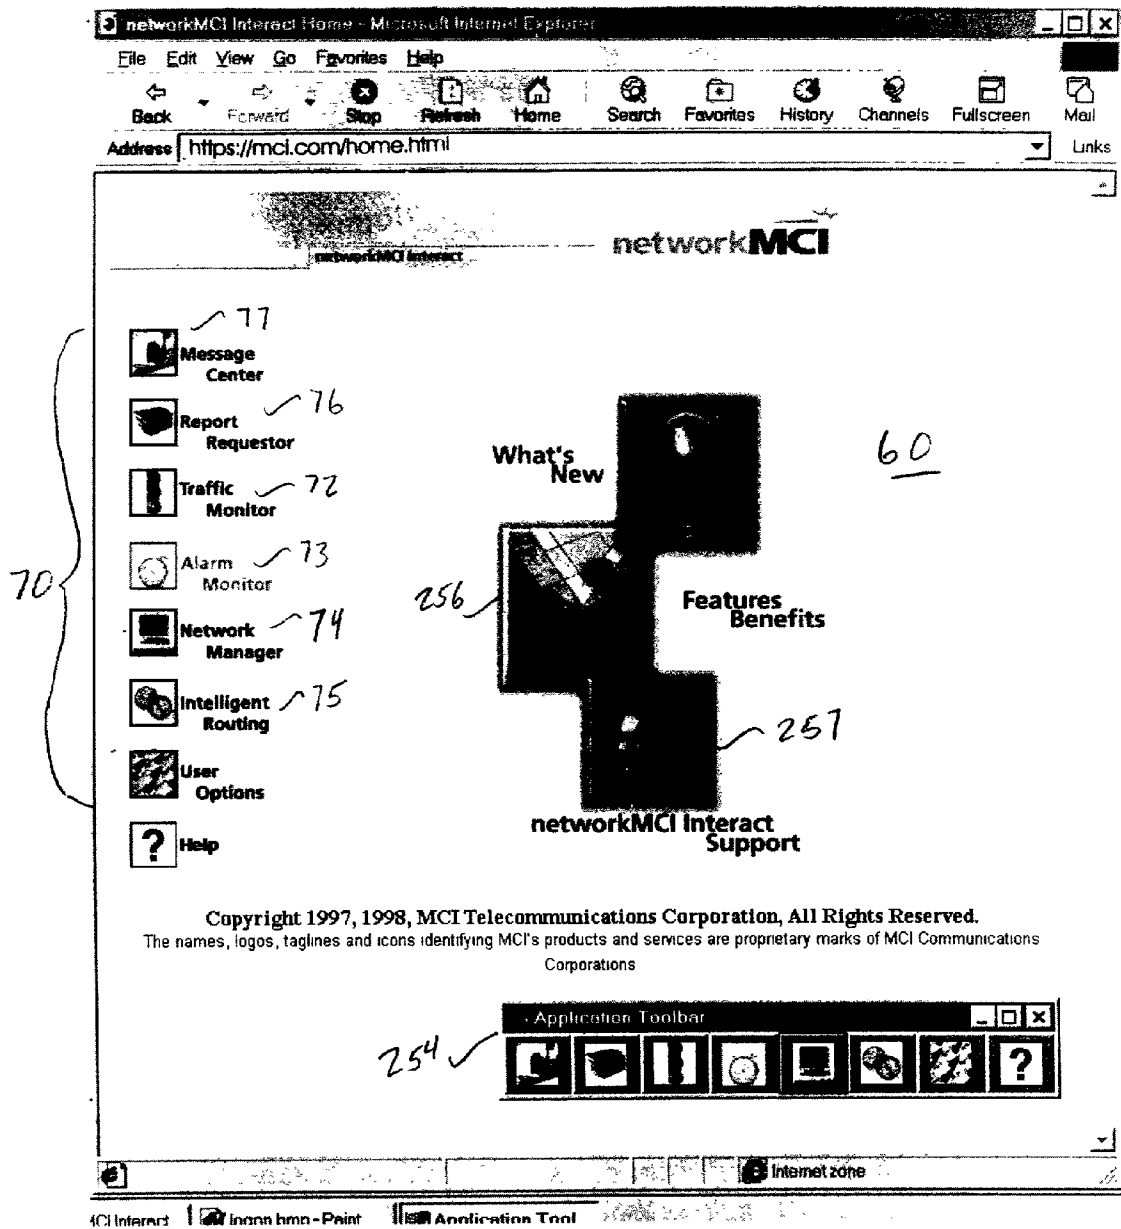 networkMCI Interact Home - Microsoft Internet Explorer
File Edit View Go Favorites Help
Back Forward Stop Refresh Home Search Favorites History Channels Fullscreen Mail
Address https://mci.com/home.html Links
networkMCI Interact
networkMCI
77
Message
Center
76
Report
Requestor
What's
New
60
Traffic
Monitor
72
Alarm
Monitor
73
70
256
Features
Benefits
Network
Manager
74
Intelligent
Routing
75
257
User
Options
networkMCI Interact
Support
? Help
Copyright 1997, 1998, MCI Telecommunications Corporation, All Rights Reserved.
The names, logos, taglines and icons identifying MCI's products and services are proprietary marks of MCI Communications
Corporations
Application Toolbar
254
?
Internet zone
MCI Interact logon.bmp - Paint Application Tool